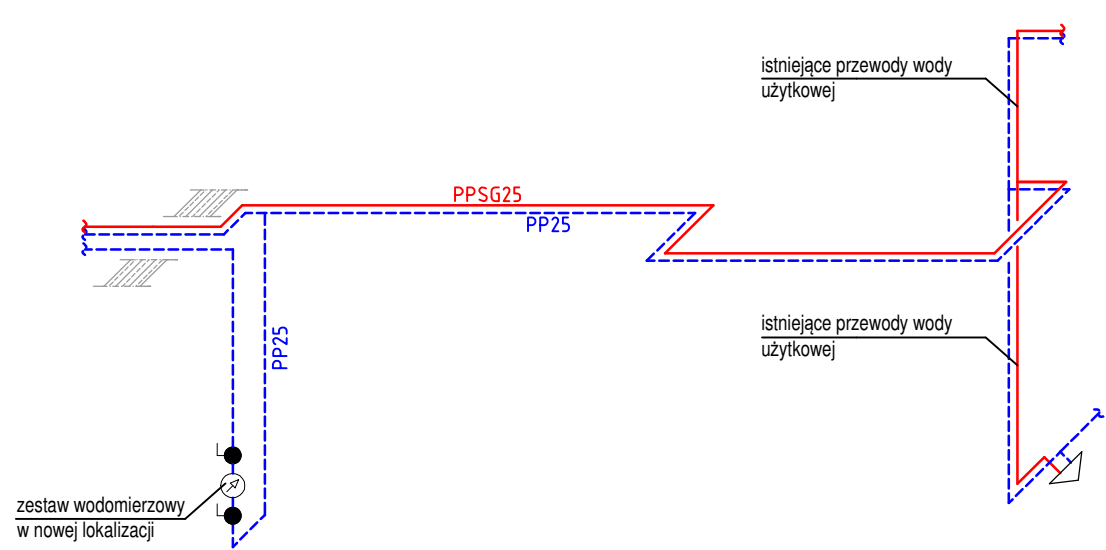 istniejące przewody wody
użytkowej
PPSG25
PP25
PP25
istniejące przewody wody
użytkowej
zestaw wodomierzowy
w nowej lokalizacji